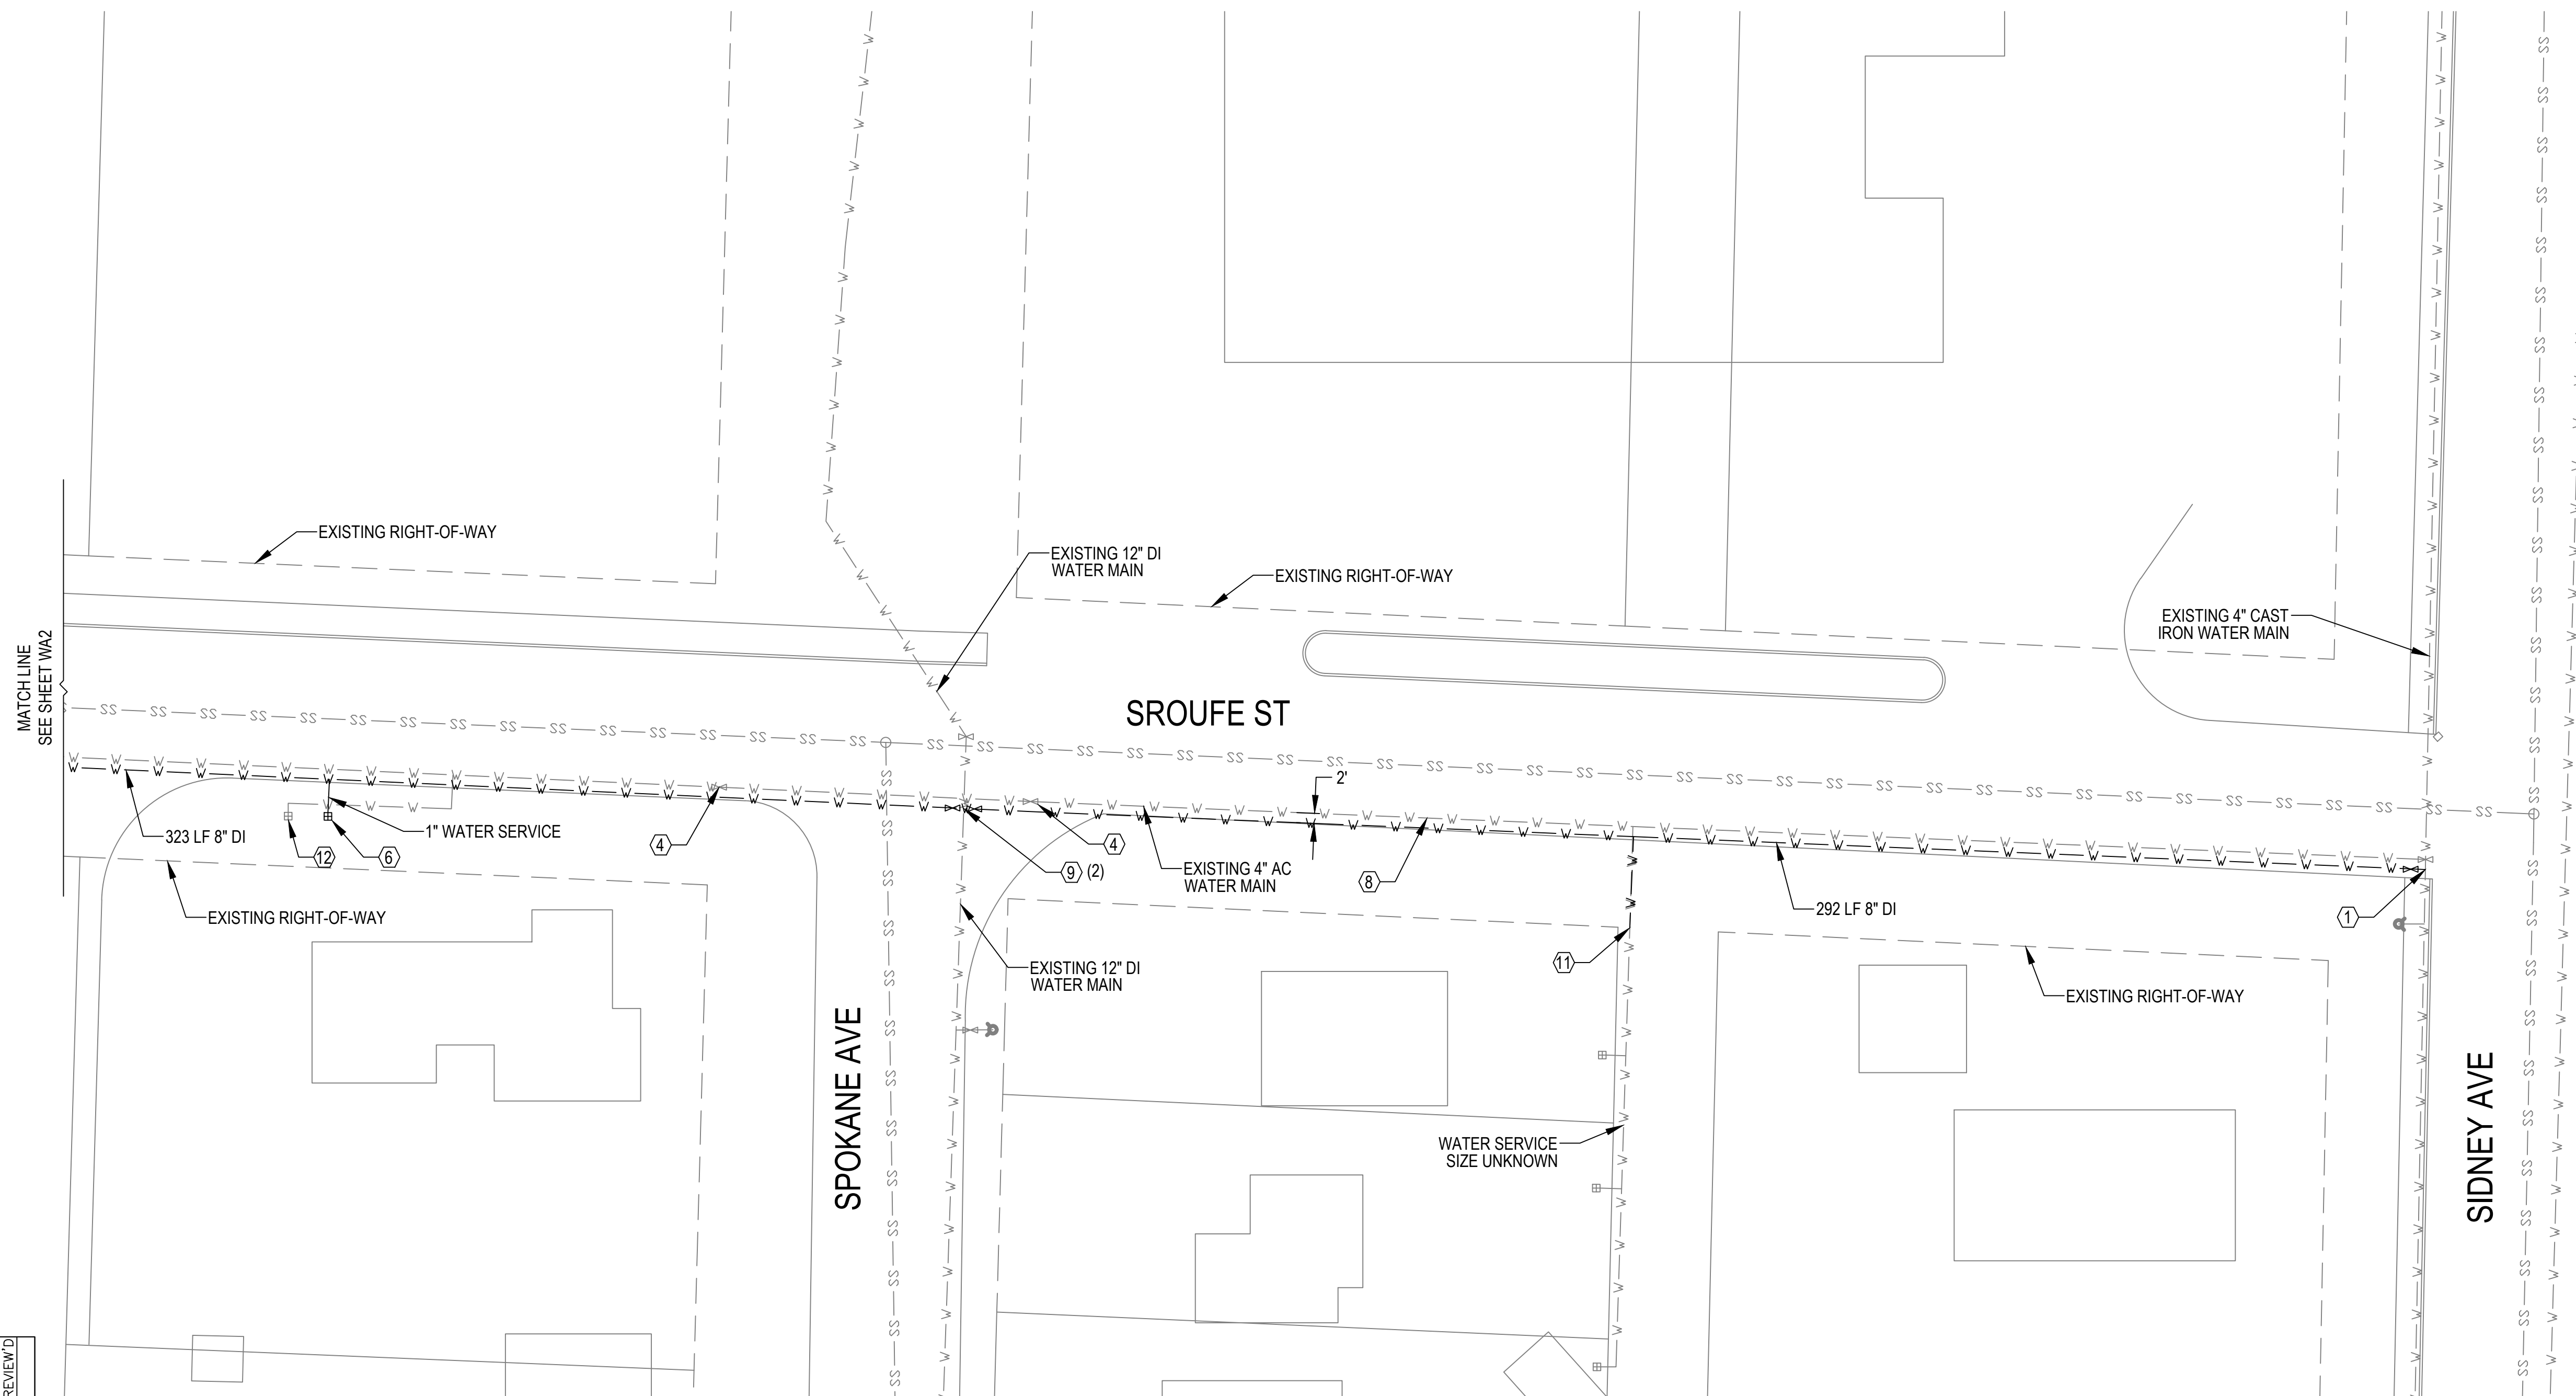 EXISTING RIGHT-OF-WAY
EXISTING 12" DI
WATER MAIN
EXISTING RIGHT-OF-WAY
EXISTING 4" CAST
IRON WATER MAIN
MATCH LINE
SEE SHEET WA2
SROUFE ST
2'
323 LF 8" DI
12
6
1" WATER SERVICE
4
4
9 (2)
EXISTING 4" AC
WATER MAIN
8
292 LF 8" DI
1
EXISTING RIGHT-OF-WAY
EXISTING 12" DI
WATER MAIN
11
EXISTING RIGHT-OF-WAY
SPOKANE AVE
WATER SERVICE
SIZE UNKNOWN
SIDNEY AVE
REVIEW'D